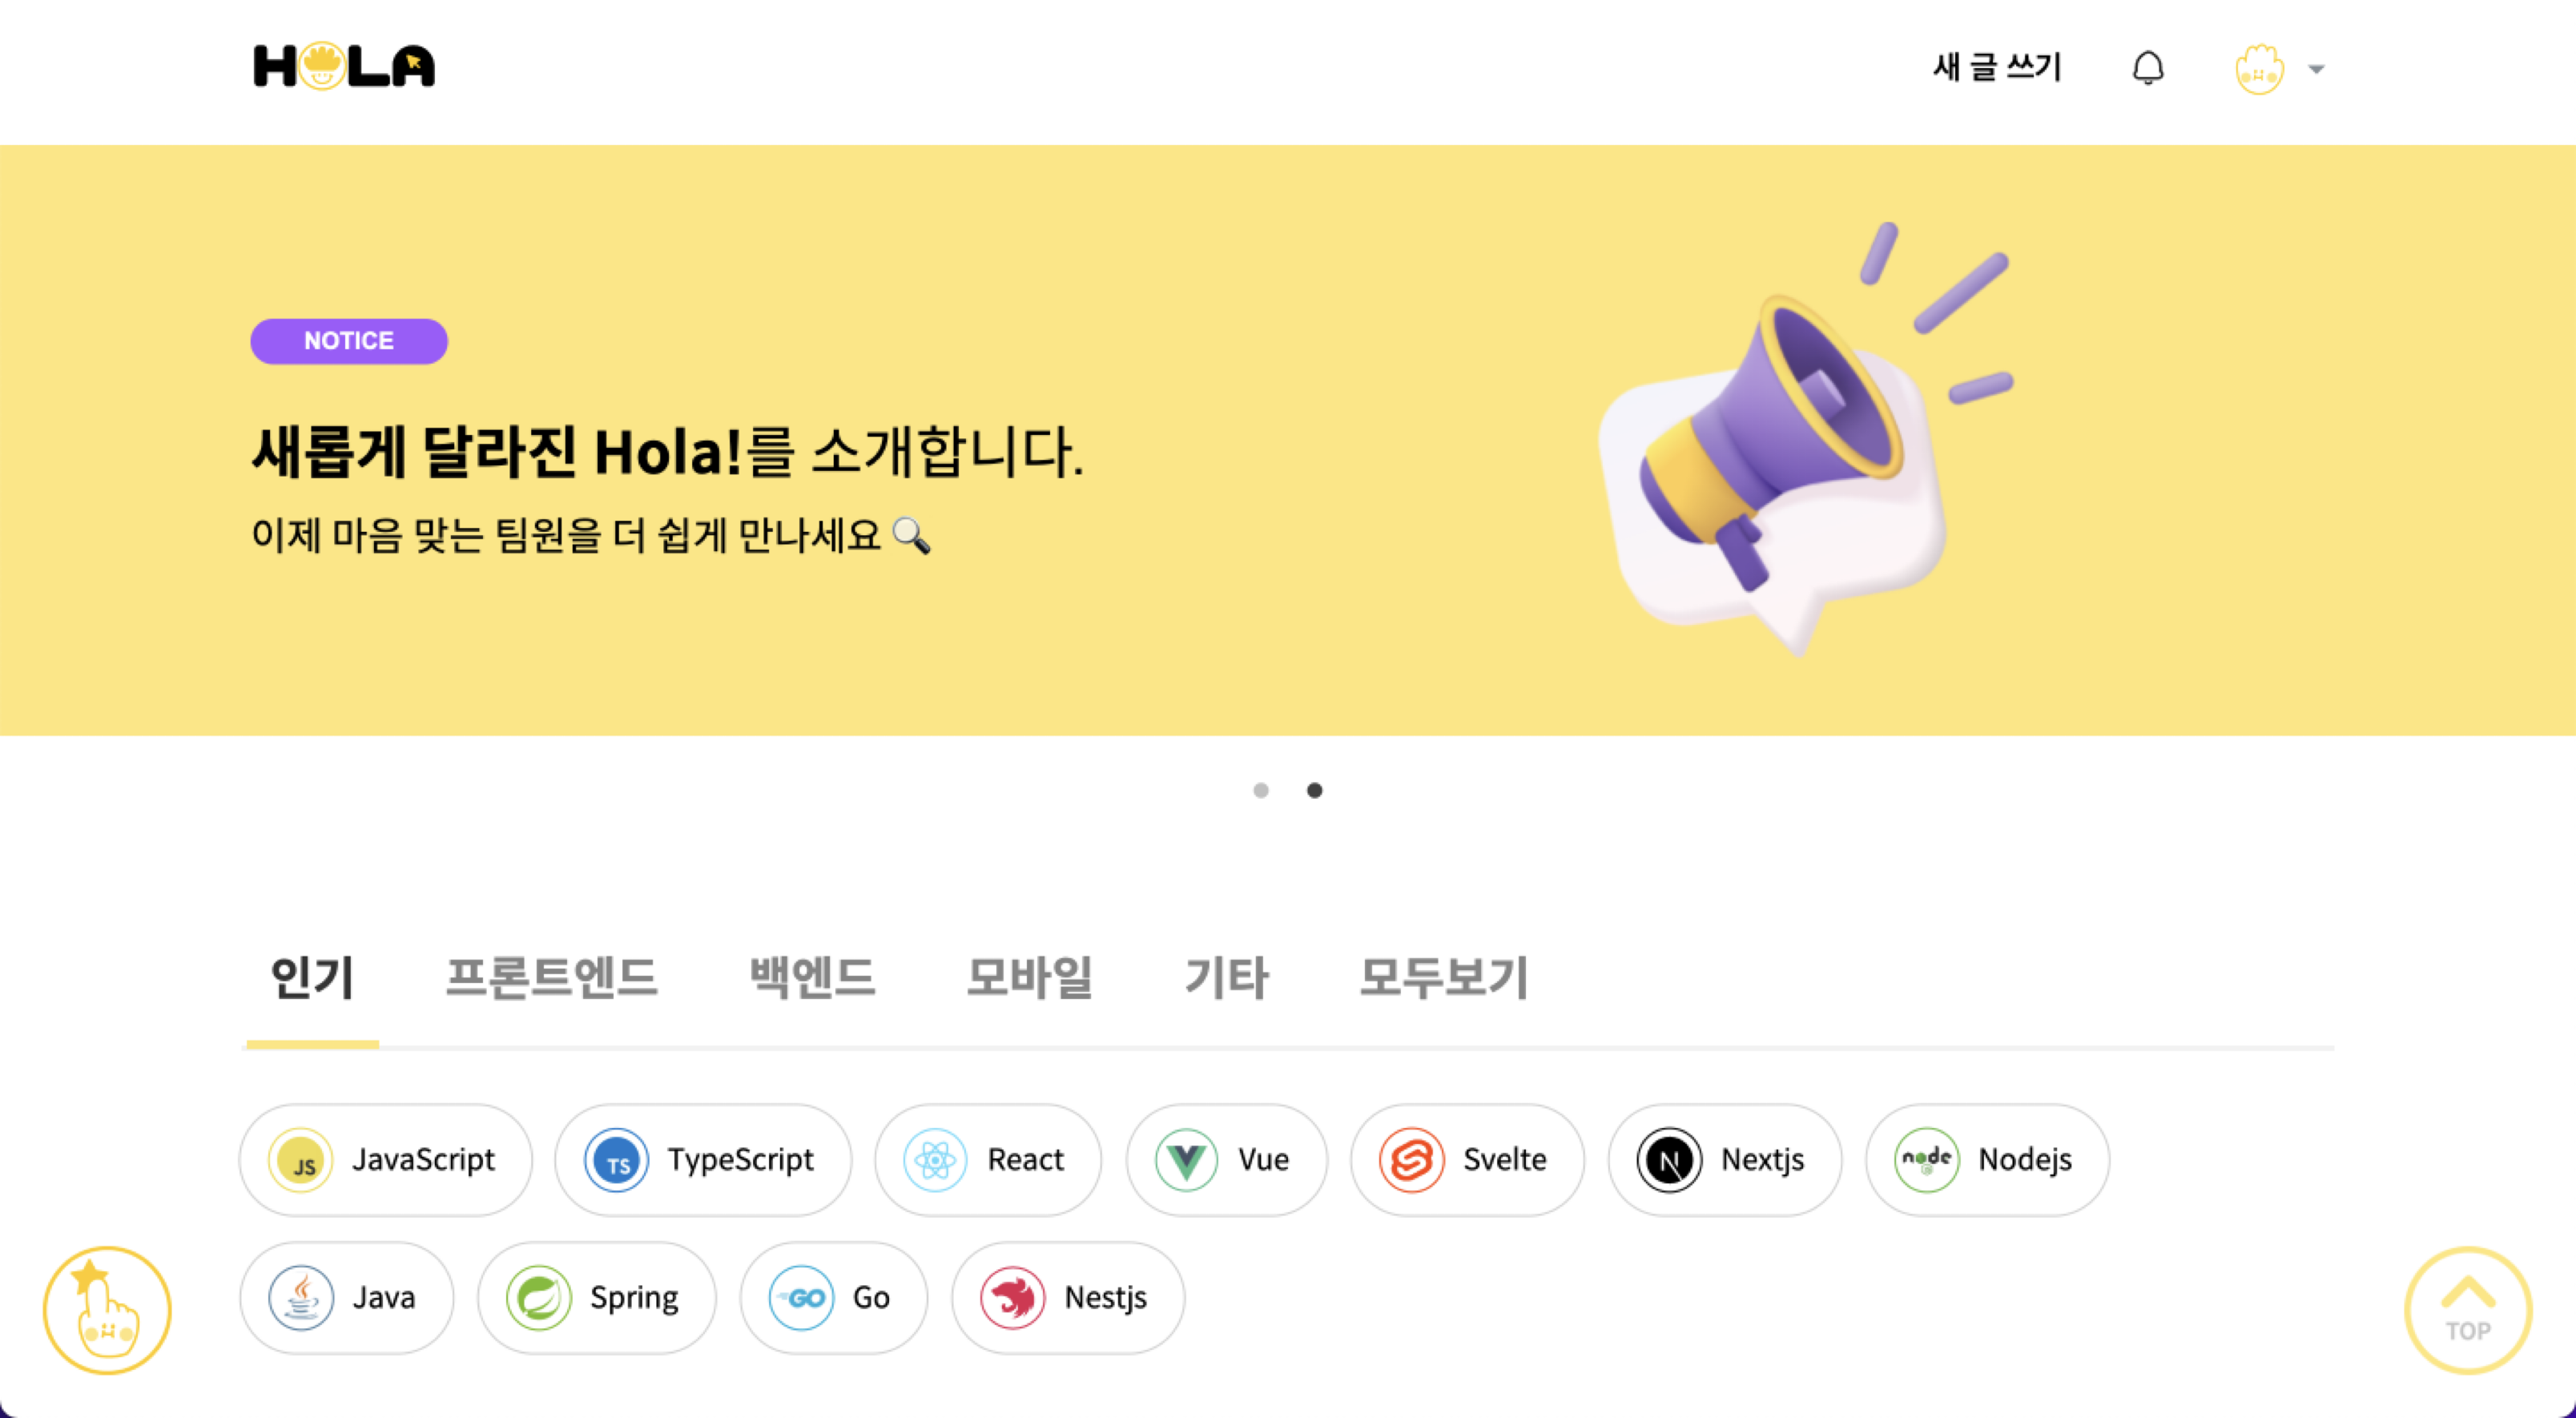 HOLA
새 글 쓰기
NOTICE
새롭게 달라진 Hola!를 소개합니다.
이제 마음 맞는 팀원을 더 쉽게 만나세요 🔍
인기 프론트엔드 백엔드 모바일 기타 모두보기
JS JavaScript TS TypeScript React Vue Svelte N Nextjs node Nodejs
Java Spring GO Go Nestjs
TOP